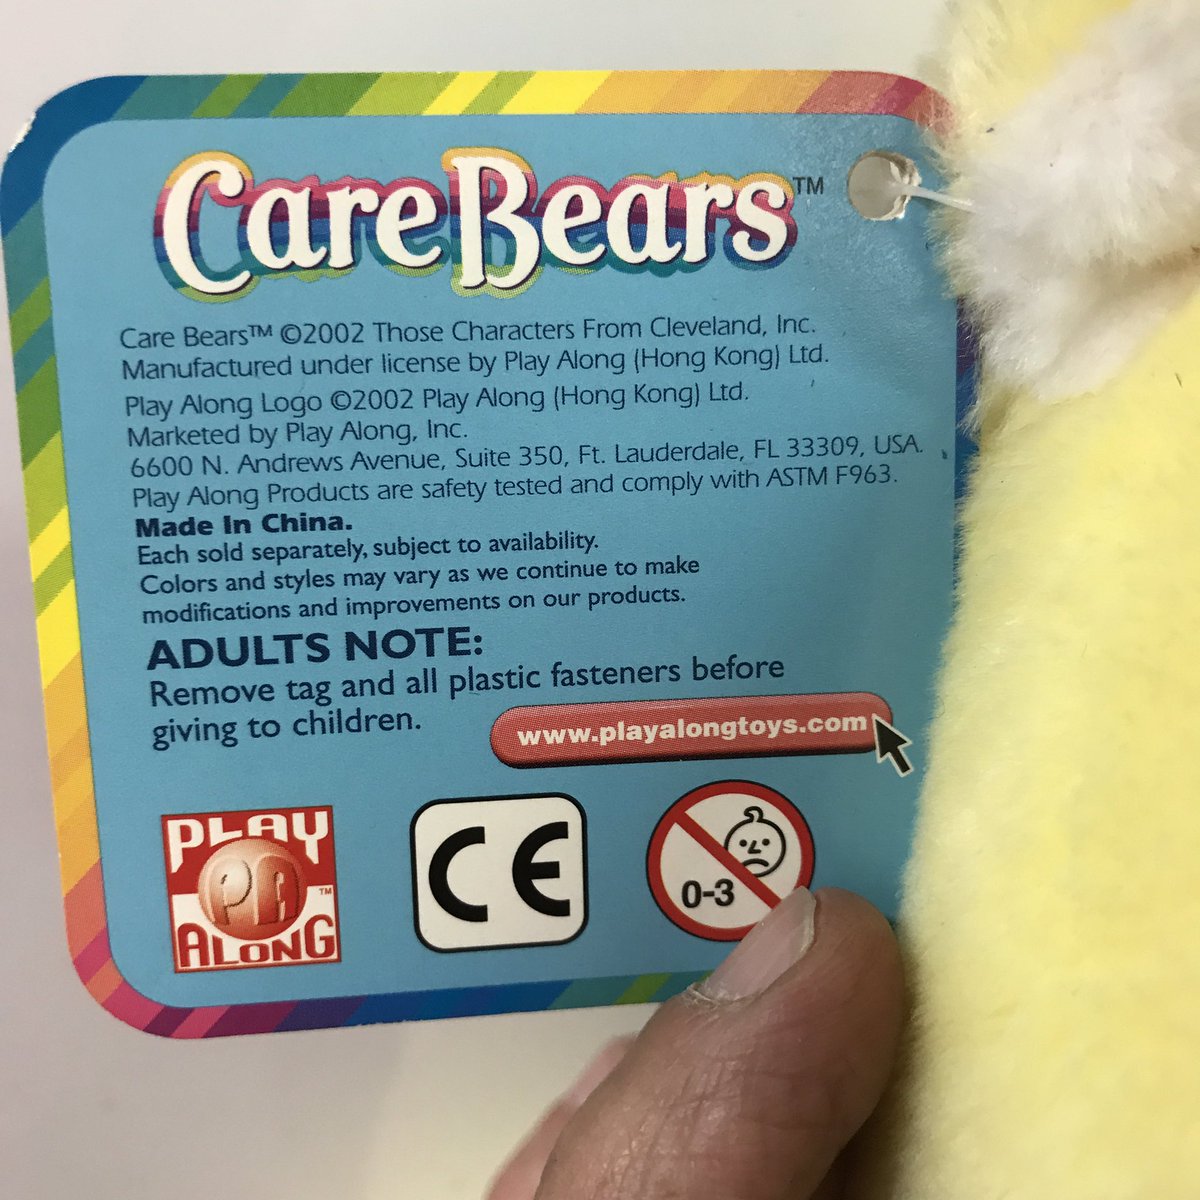 Care Bears™
Care Bears™ ©2002 Those Characters From Cleveland, Inc.
Manufactured under license by Play Along (Hong Kong) Ltd.
Play Along Logo ©2002 Play Along (Hong Kong) Ltd.
Marketed by Play Along, Inc.
6600 N. Andrews Avenue, Suite 350, Ft. Lauderdale, FL 33309, USA.
Play Along Products are safety tested and comply with ASTM F963.
Made In China.
Each sold separately, subject to availability.
Colors and styles may vary as we continue to make
modifications and improvements on our products.
ADULTS NOTE:
Remove tag and all plastic fasteners before
giving to children.
www.playalongtoys.com
PLAY
PA™
ALONG
CE
0-3